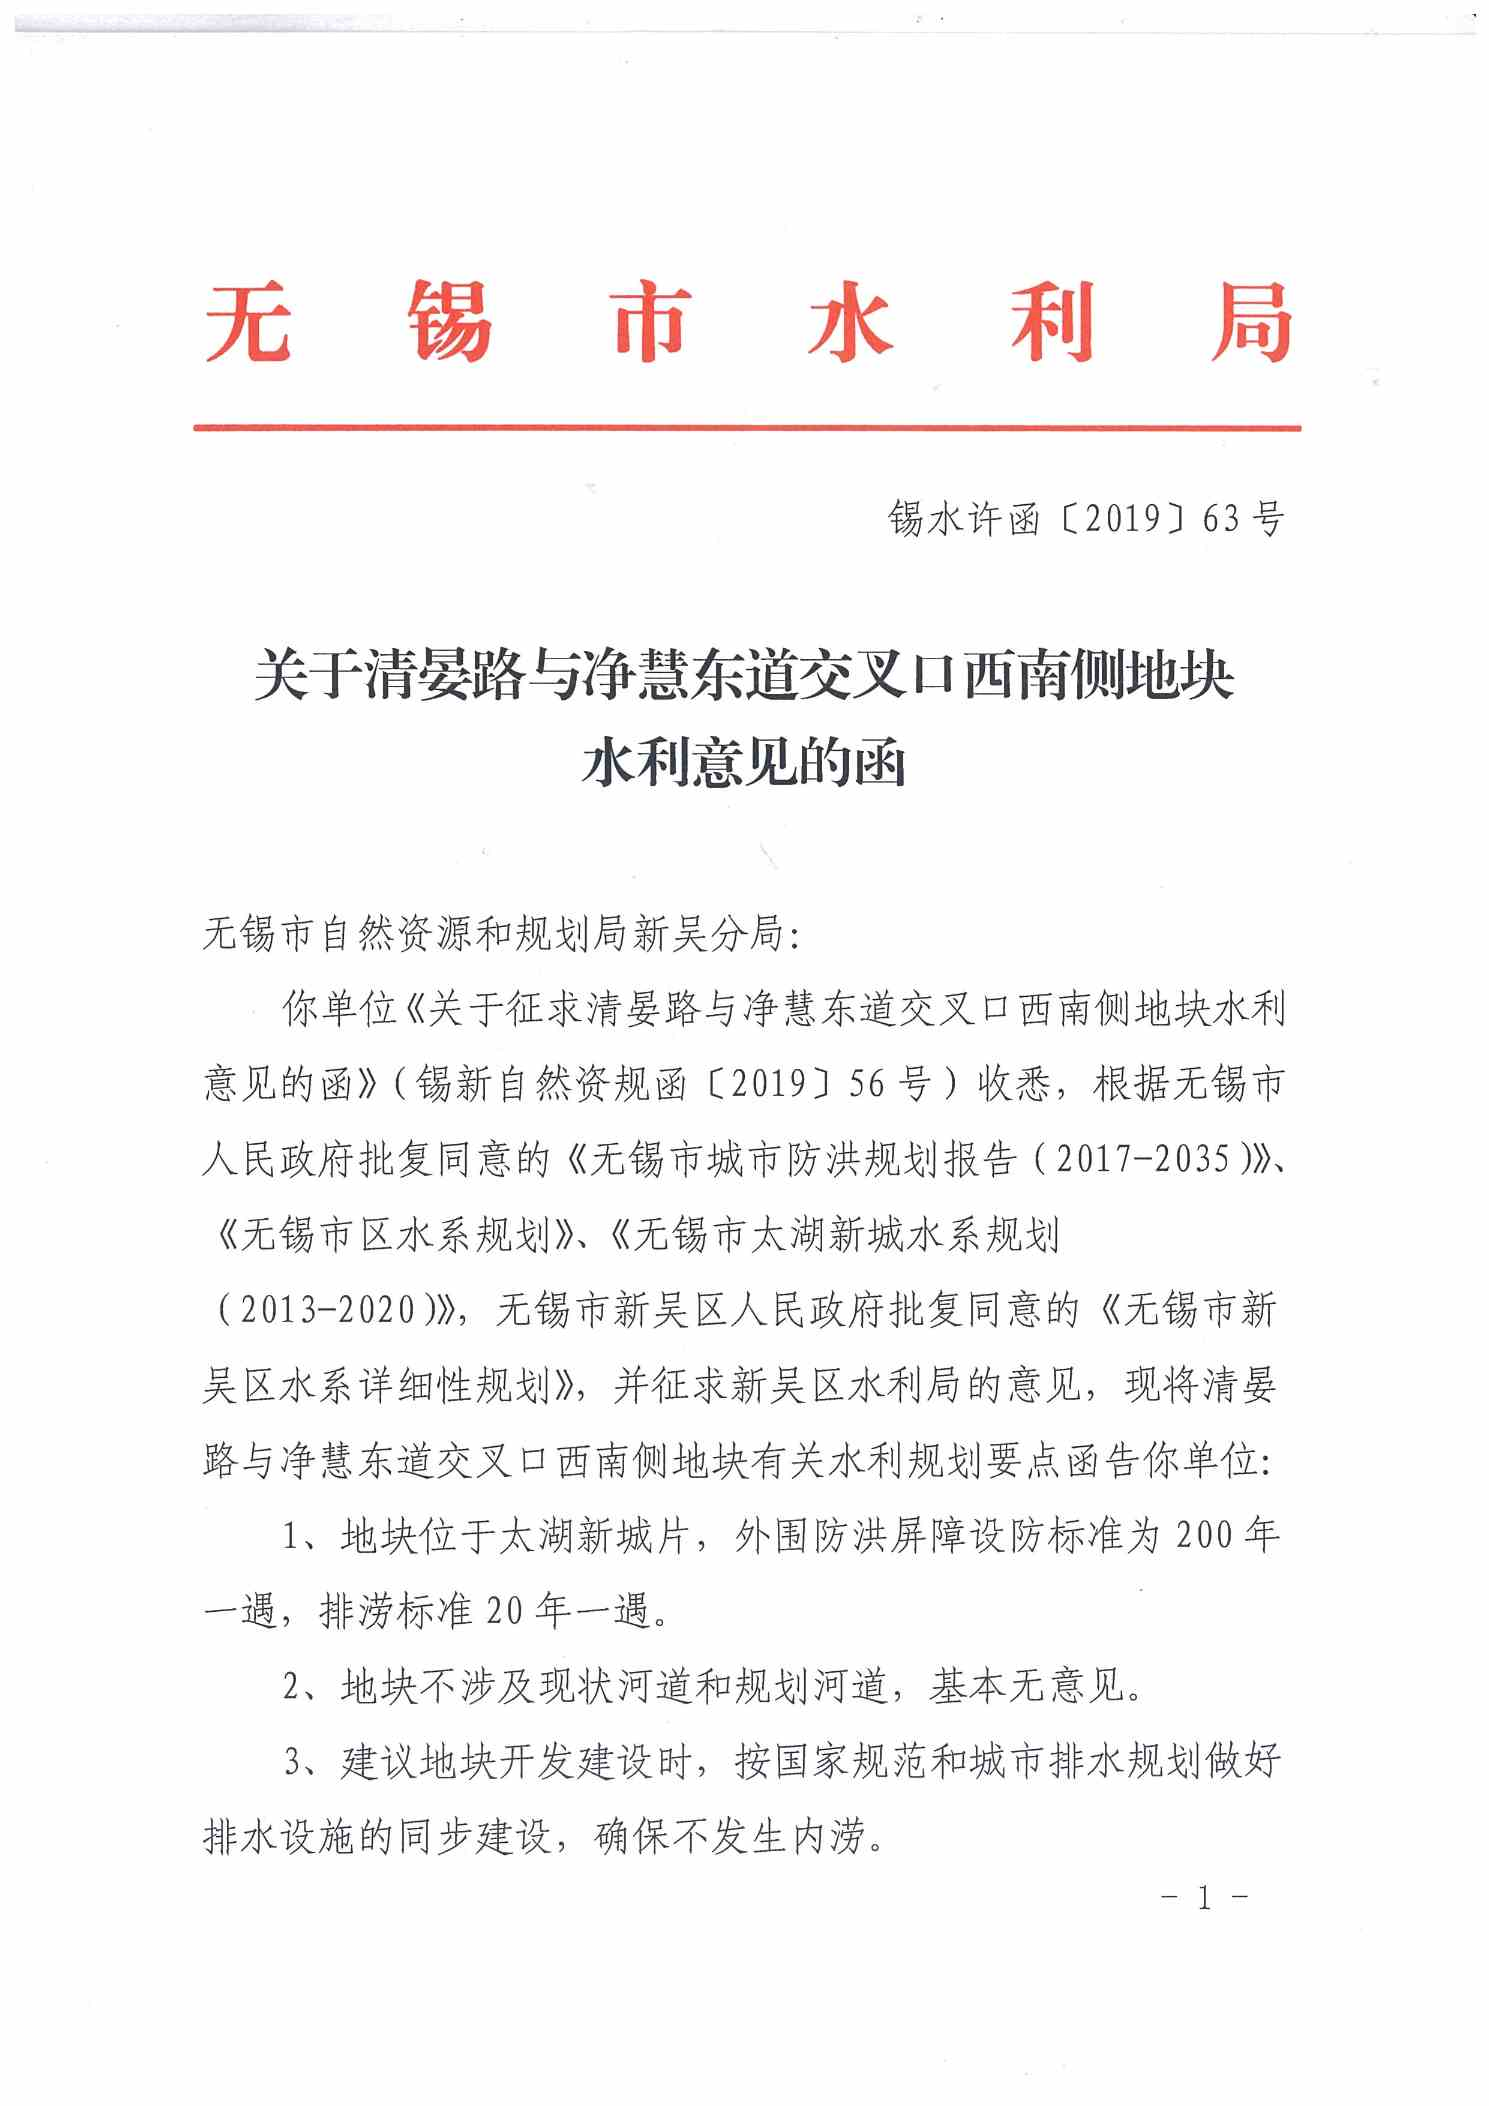 无锡市水利局
锡水许函〔2019〕63号
关于清晏路与净慧东道交叉口西南侧地块
水利意见的函
无锡市自然资源和规划局新吴分局：
你单位《关于征求清晏路与净慧东道交叉口西南侧地块水利
意见的函》（锡新自然资规函〔2019〕56号）收悉，根据无锡市
人民政府批复同意的《无锡市城市防洪规划报告（2017-2035）》、
《无锡市区水系规划》、《无锡市太湖新城水系规划
（2013-2020）》，无锡市新吴区人民政府批复同意的《无锡市新
吴区水系详细性规划》，并征求新吴区水利局的意见，现将清晏
路与净慧东道交叉口西南侧地块有关水利规划要点函告你单位：
1、地块位于太湖新城片，外围防洪屏障设防标准为200年
一遇，排涝标准20年一遇。
2、地块不涉及现状河道和规划河道，基本无意见。
3、建议地块开发建设时，按国家规范和城市排水规划做好
排水设施的同步建设，确保不发生内涝。
- 1 -